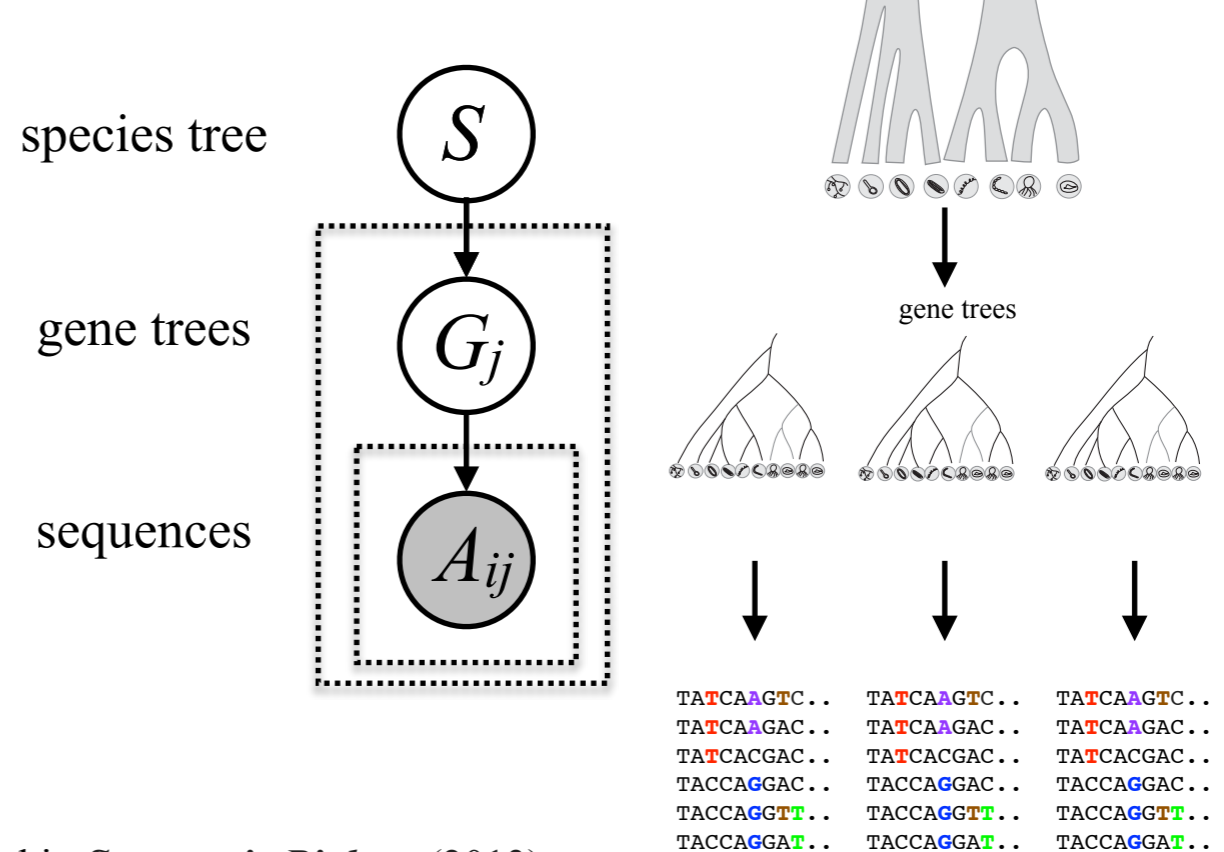 species tree
S
gene trees
G_j
sequences
A_ij
gene trees
TATCAAGTC.. TATCAAGTC.. TATCAAGTC..
TATCAAGAC.. TATCAAGAC.. TATCAAGAC..
TATCACGAC.. TATCACGAC.. TATCACGAC..
TACCAGGAC.. TACCAGGAC.. TACCAGGAC..
TACCAGGTT.. TACCAGGTT.. TACCAGGTT..
TACCAGGAT.. TACCAGGAT.. TACCAGGAT..